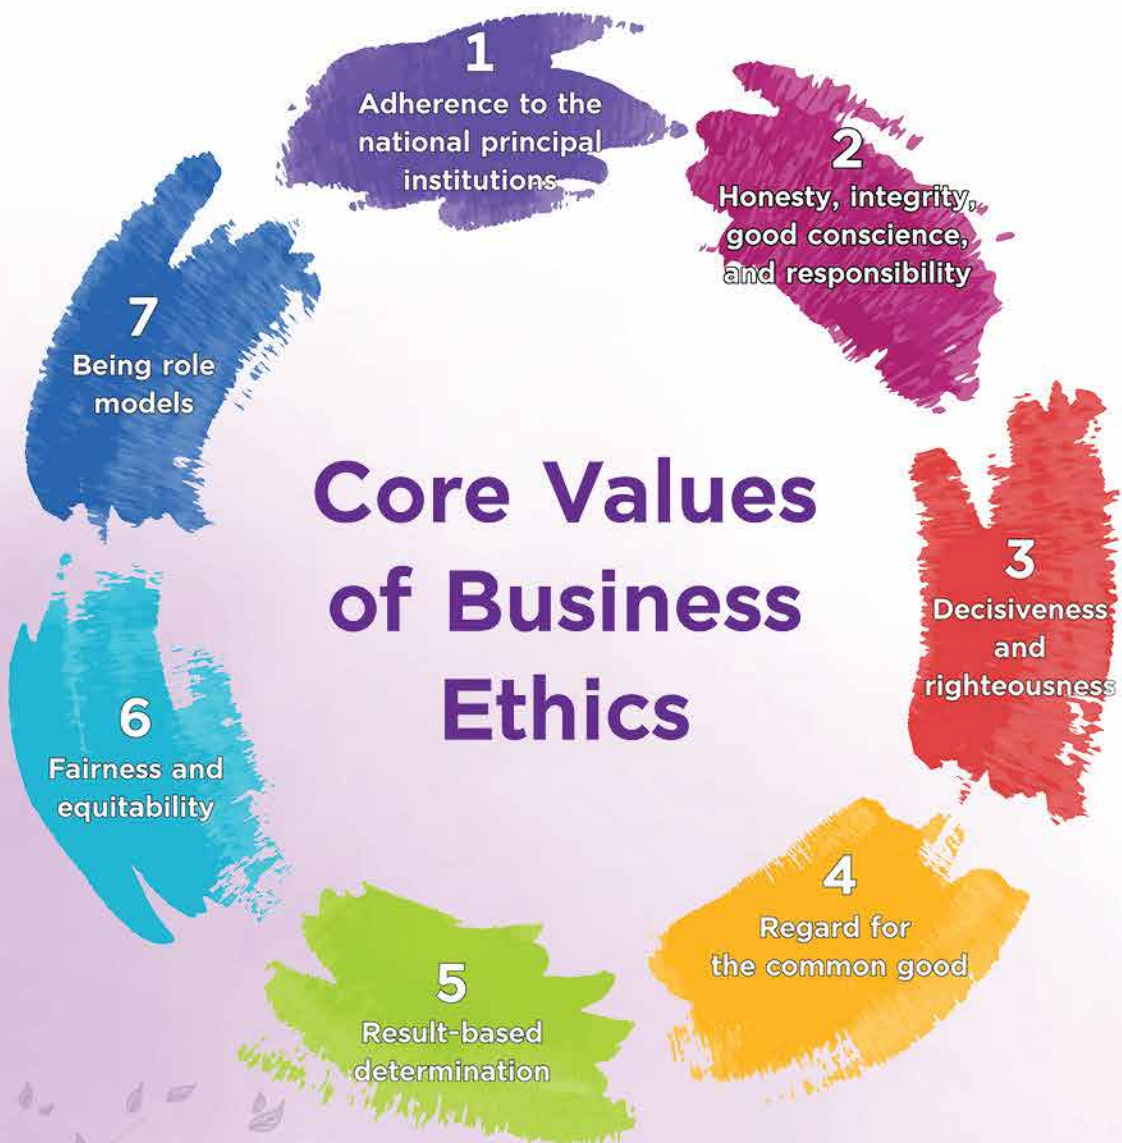 1
Adherence to the
national principal
institutions
2
Honesty, integrity,
good conscience,
and responsibility
3
Decisiveness
and
righteousness
4
Regard for
the common good
5
Result-based
determination
6
Fairness and
equitability
7
Being role
models
Core Values
of Business
Ethics